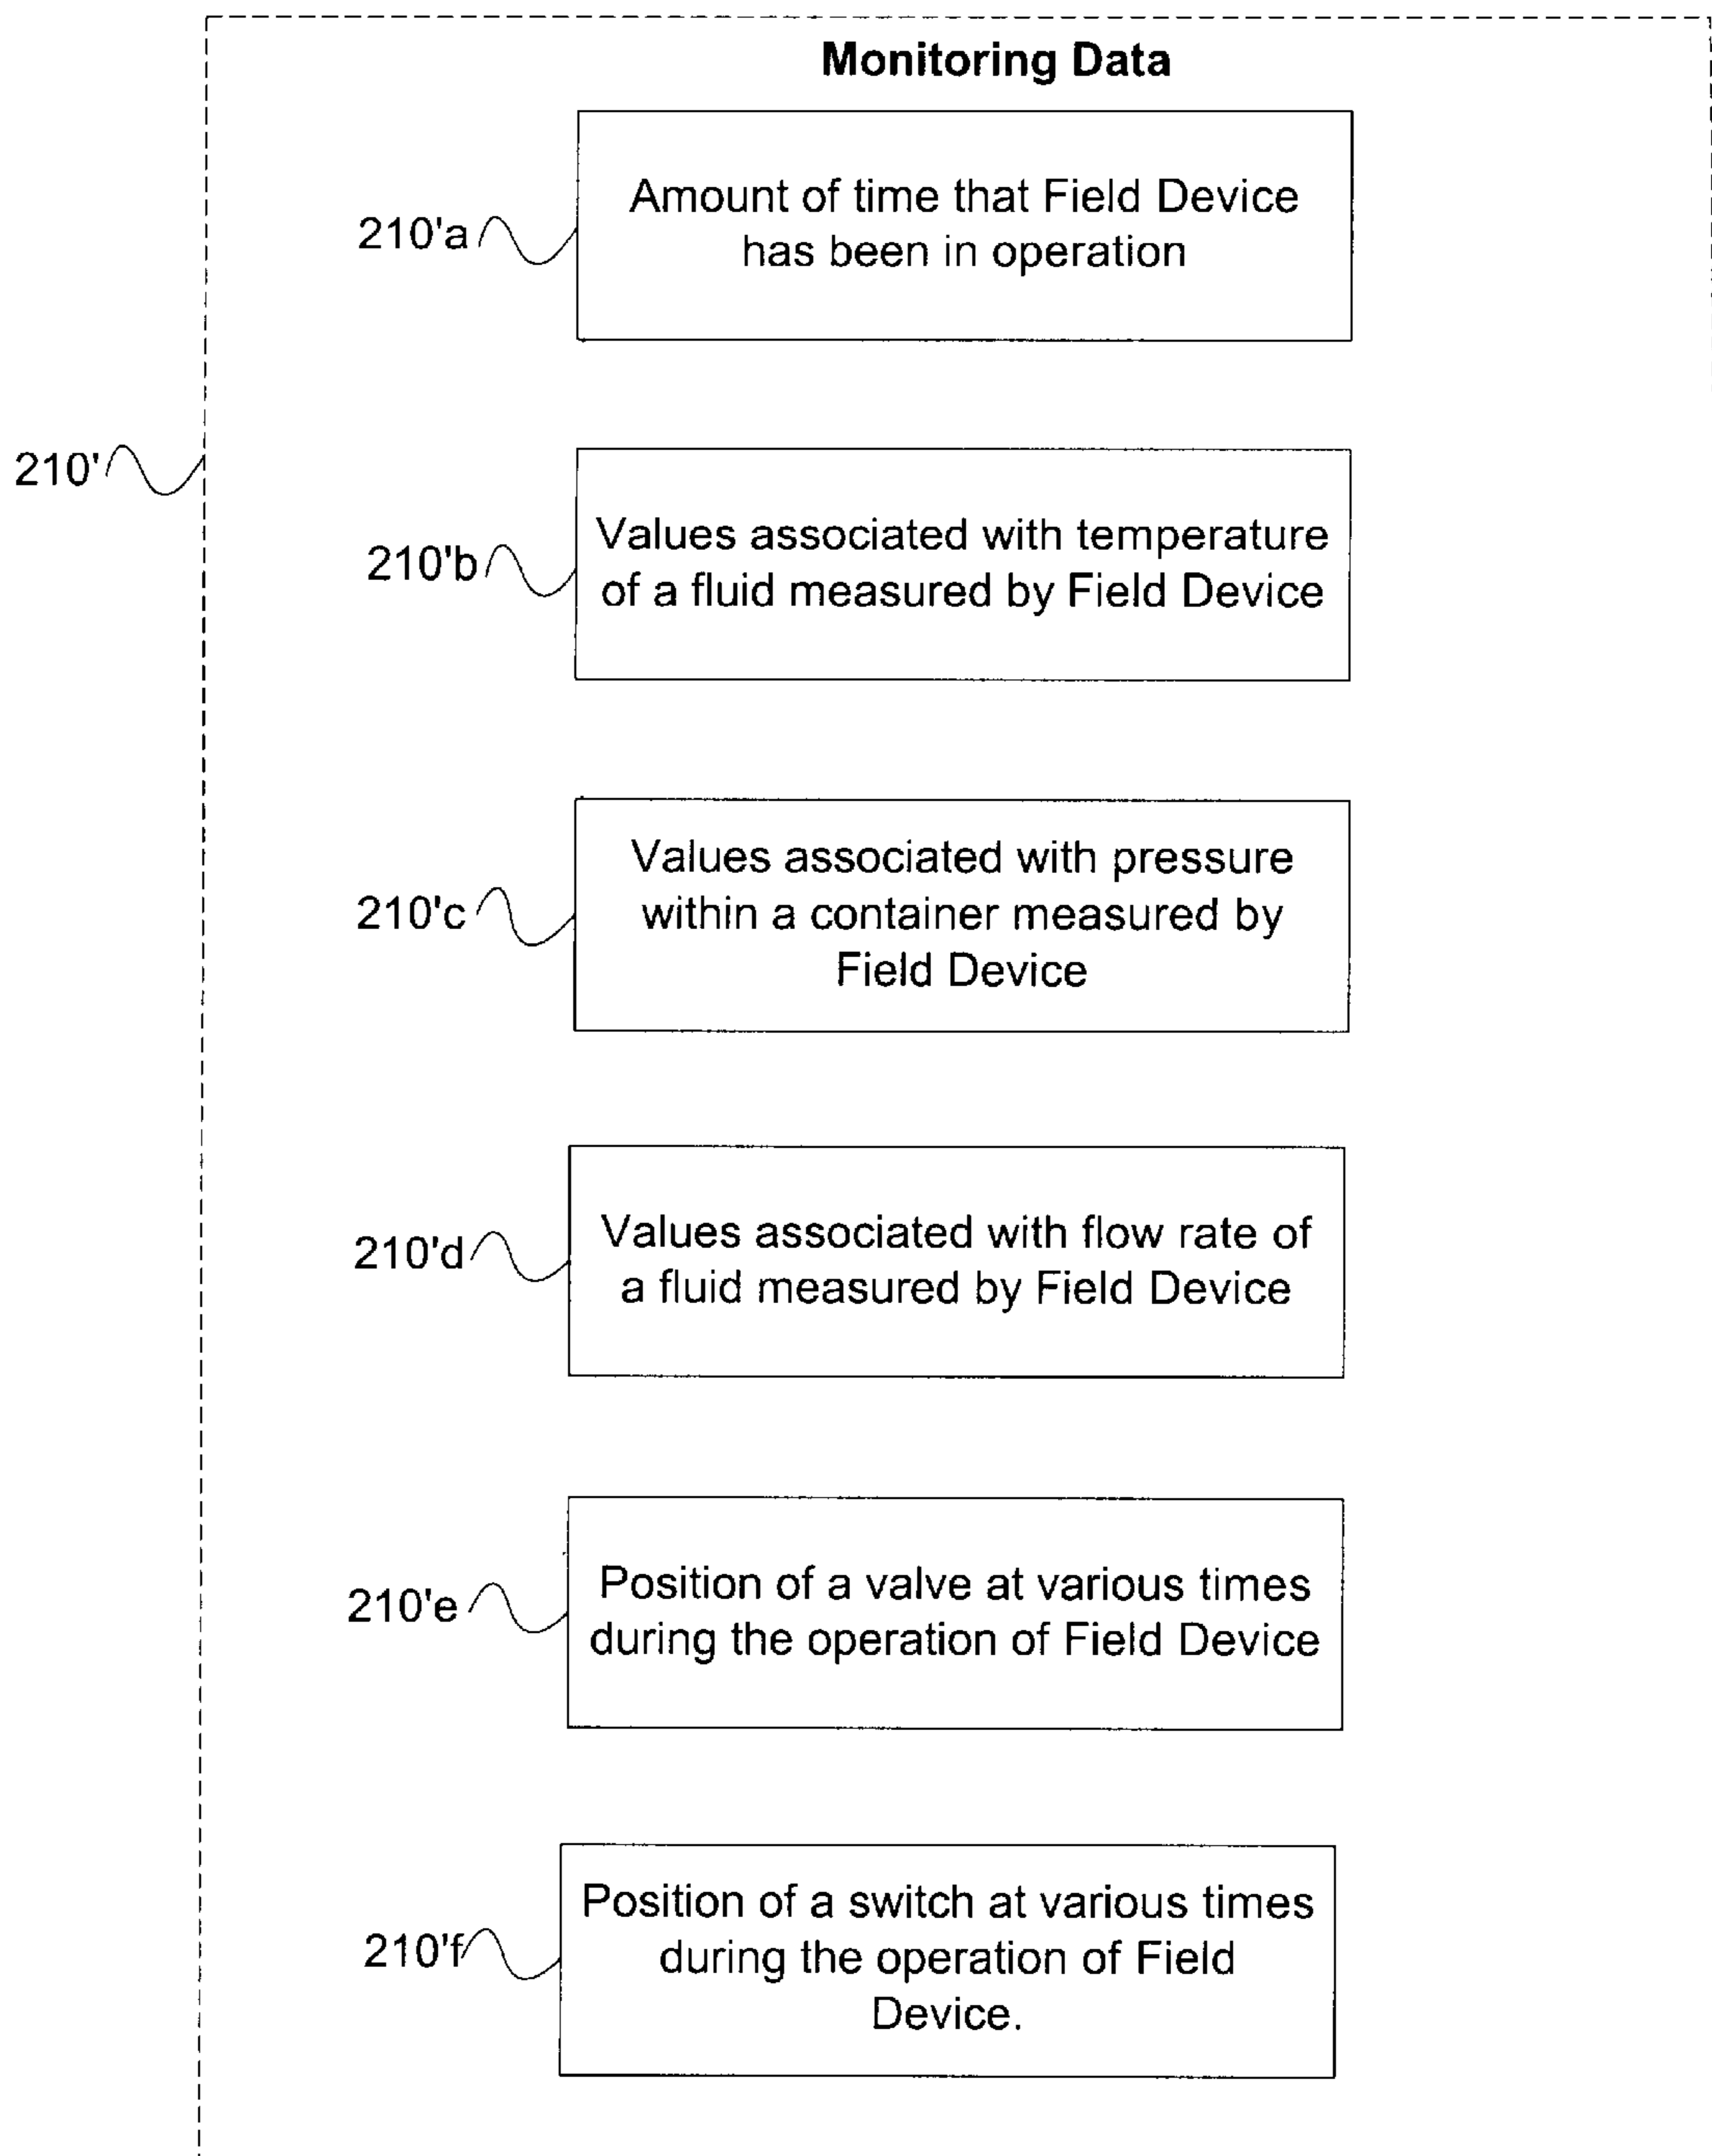 Monitoring Data
210'a
Amount of time that Field Device
has been in operation
210'
210'b
Values associated with temperature
of a fluid measured by Field Device
210'c
Values associated with pressure
within a container measured by
Field Device
210'd
Values associated with flow rate of
a fluid measured by Field Device
210'e
Position of a valve at various times
during the operation of Field Device
210'f
Position of a switch at various times
during the operation of Field
Device.